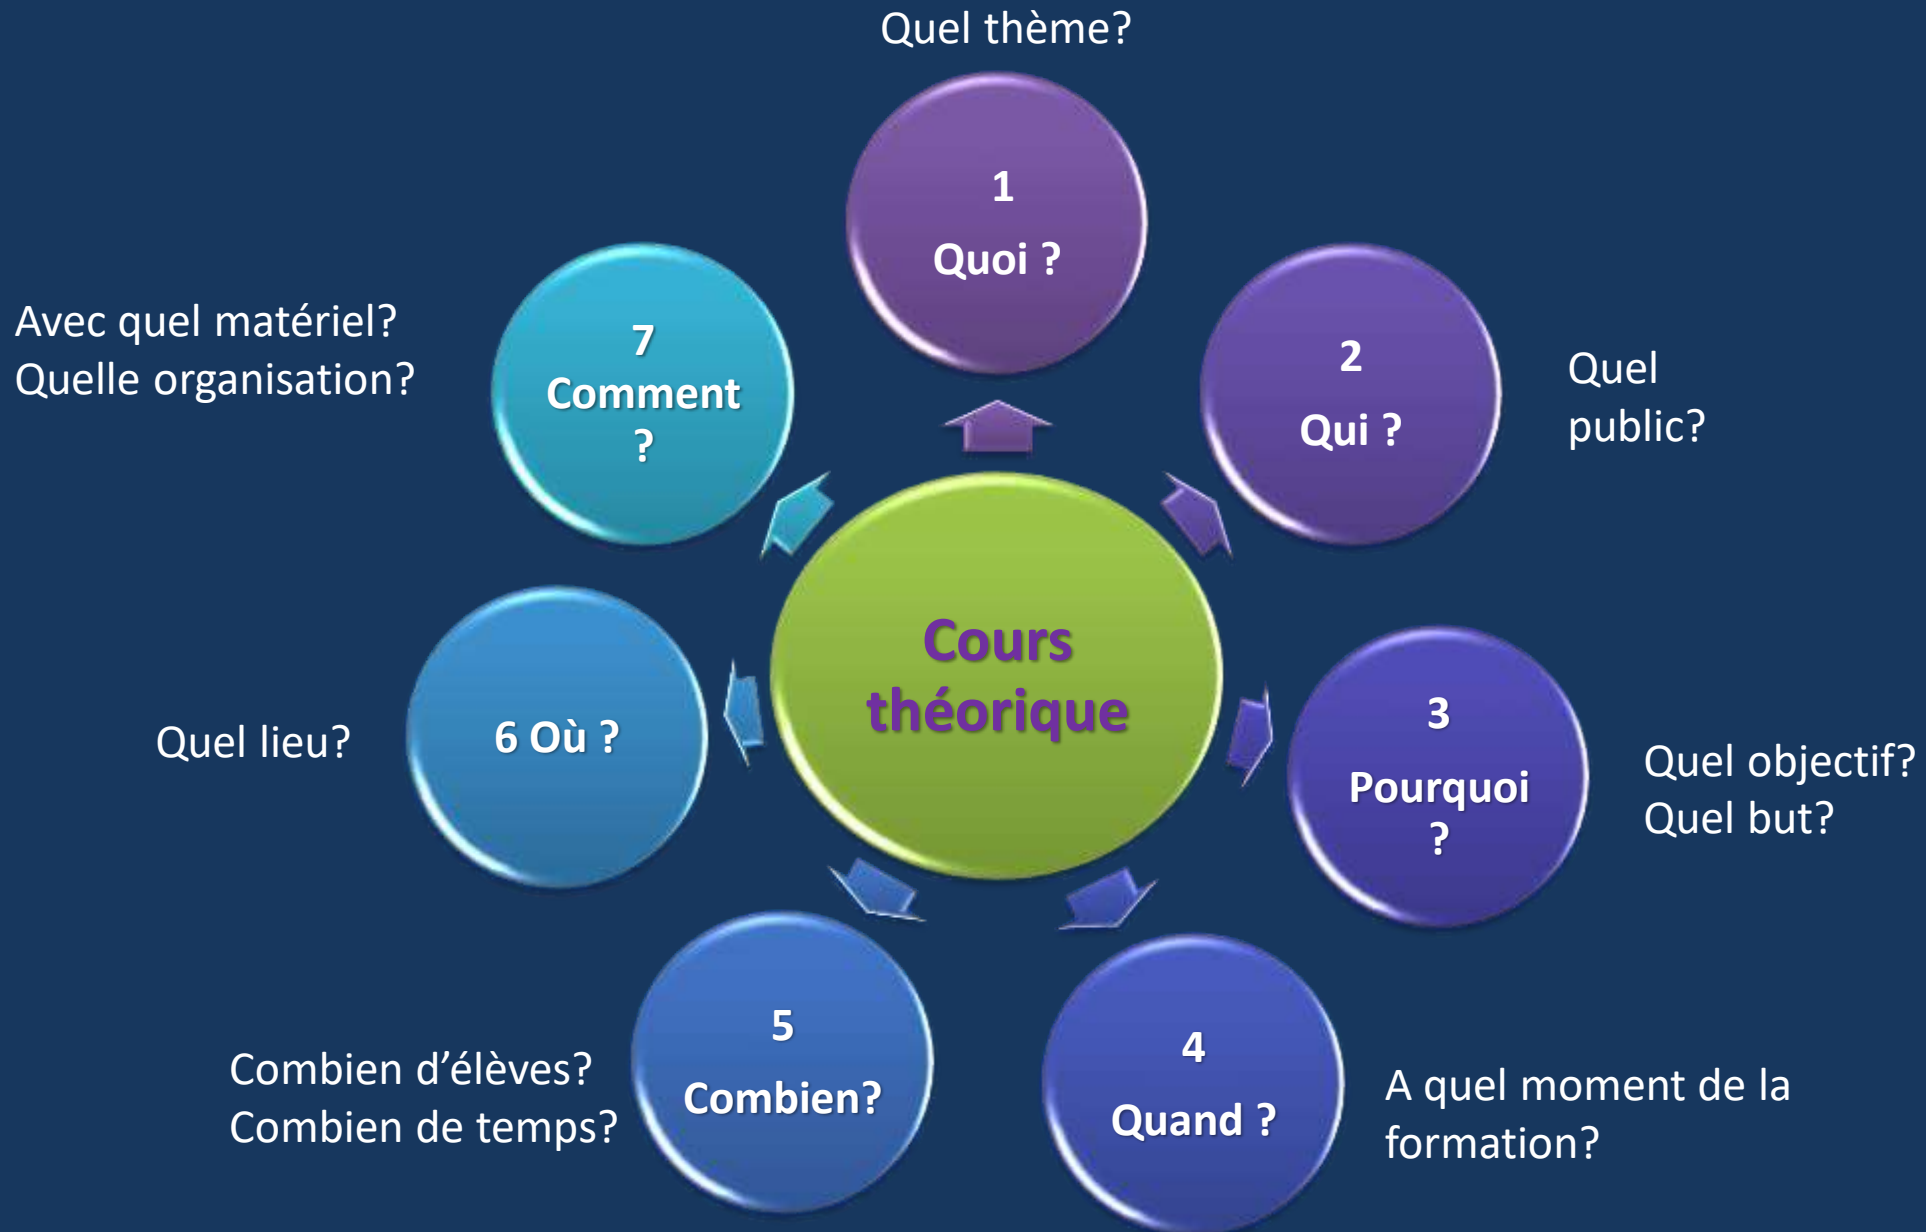 Quel thème?
1
Quoi ?
2
Qui ?
Quel
public?
3
Pourquoi
?
Quel objectif?
Quel but?
4
Quand ?
A quel moment de la
formation?
5
Combien?
Combien d’élèves?
Combien de temps?
6 Où ?
Quel lieu?
7
Comment
?
Avec quel matériel?
Quelle organisation?
Cours
théorique